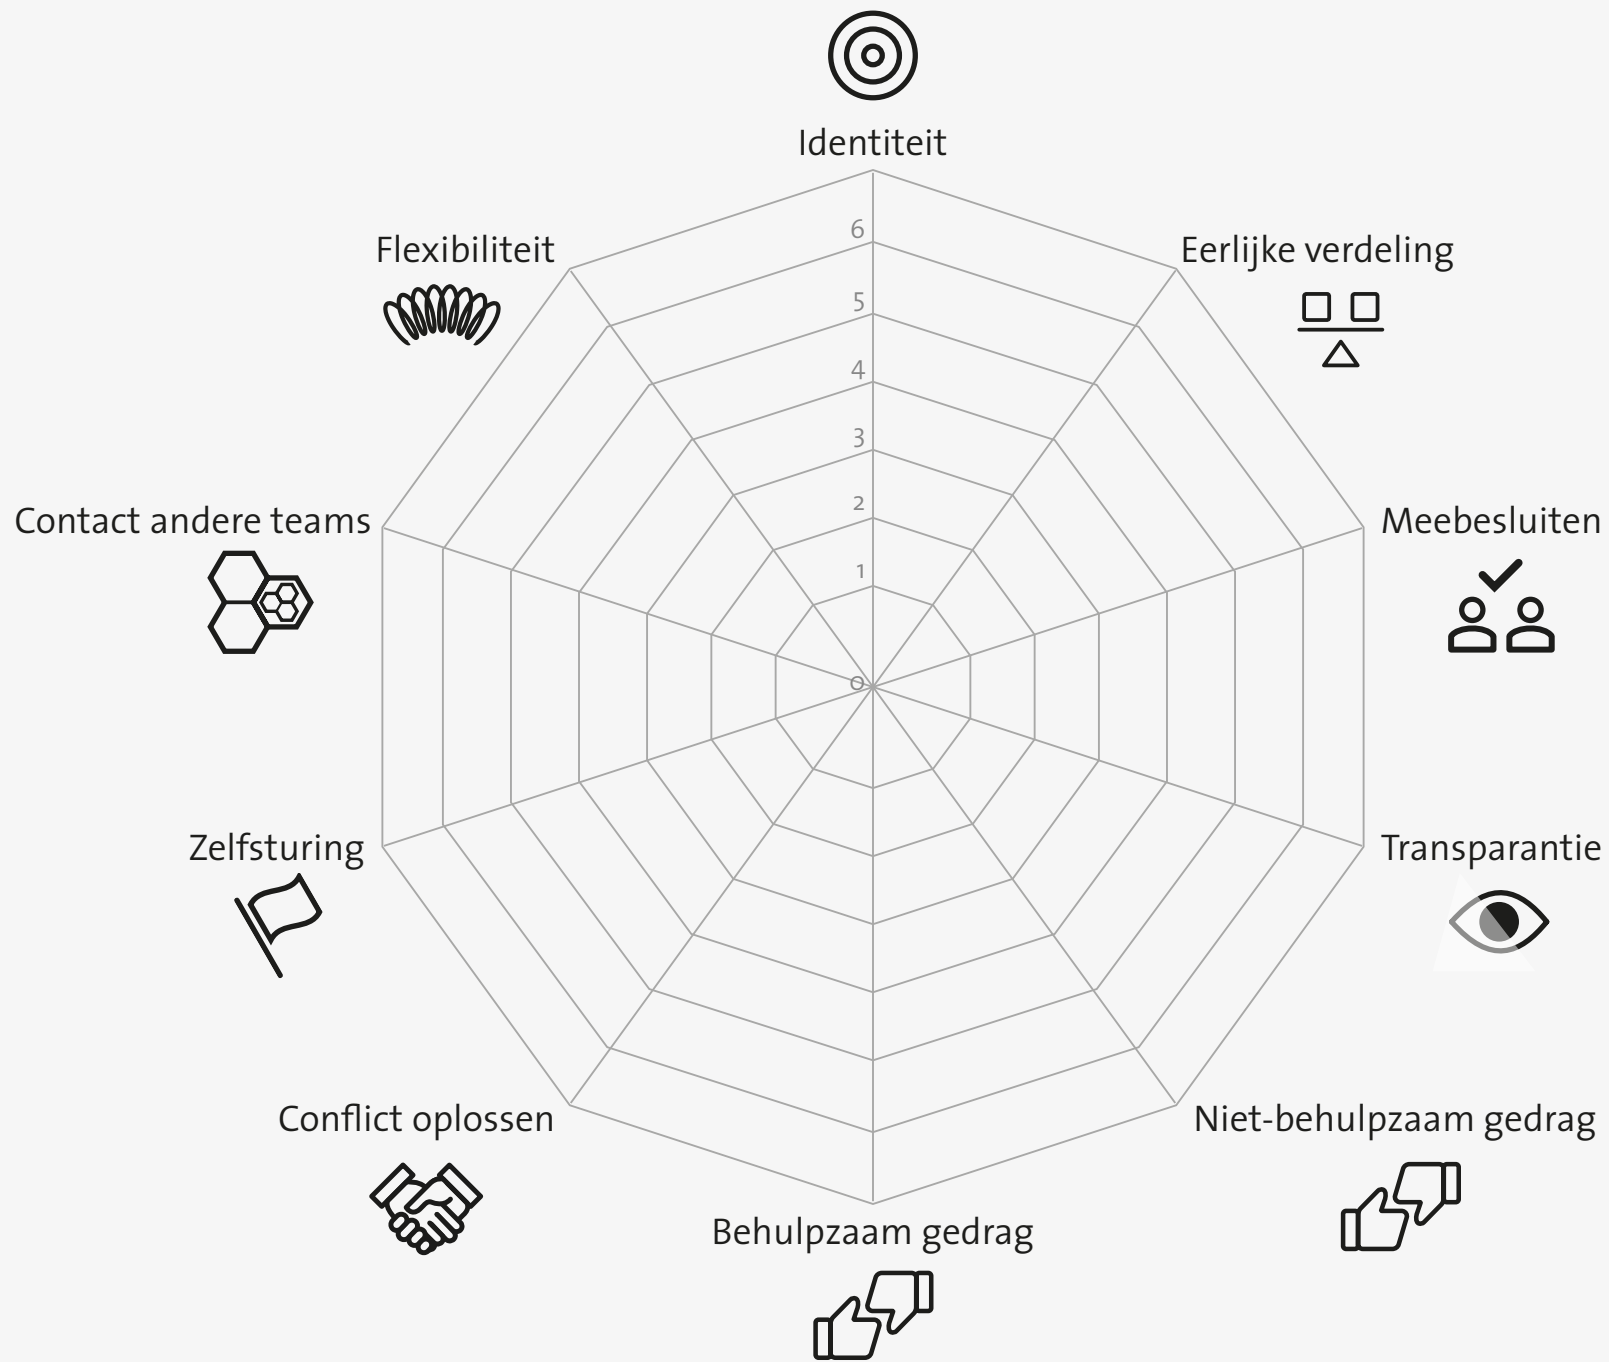 Identiteit
Flexibiliteit
Eerlijke verdeling
6
5
4
3
2
1
0
Contact andere teams
Meebesluiten
Zelfsturing
Transparantie
Conflict oplossen
Niet-behulpzaam gedrag
Behulpzaam gedrag